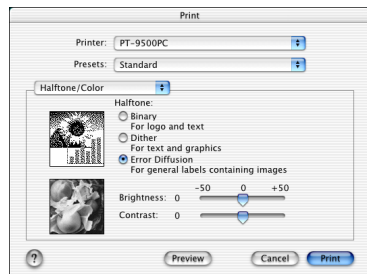 Print
Printer: PT-9500PC
Presets: Standard
Halftone/Color
Halftone:
Binary
For logo and text
Dither
For text and graphics
Error Diffusion
For general labels containing images
-50 0 +50
Brightness: 0
Contrast: 0
? Preview Cancel Print